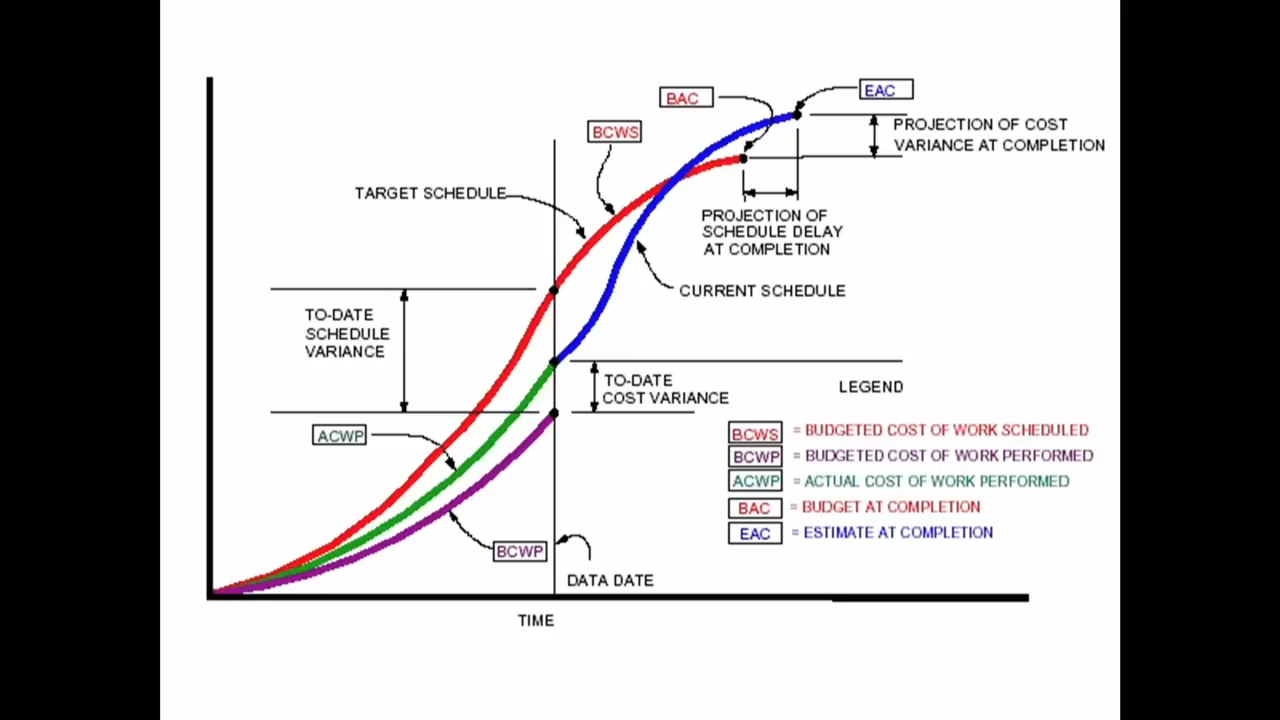 EAC
BAC
PROJECTION OF COST
VARIANCE AT COMPLETION
BCWS
TARGET SCHEDULE
PROJECTION OF
SCHEDULE DELAY
AT COMPLETION
CURRENT SCHEDULE
TO-DATE
SCHEDULE
VARIANCE
TO-DATE
COST VARIANCE
LEGEND
ACWP
BCWS = BUDGETED COST OF WORK SCHEDULED
BCWP = BUDGETED COST OF WORK PERFORMED
ACWP = ACTUAL COST OF WORK PERFORMED
BAC = BUDGET AT COMPLETION
EAC = ESTIMATE AT COMPLETION
BCWP
DATA DATE
TIME